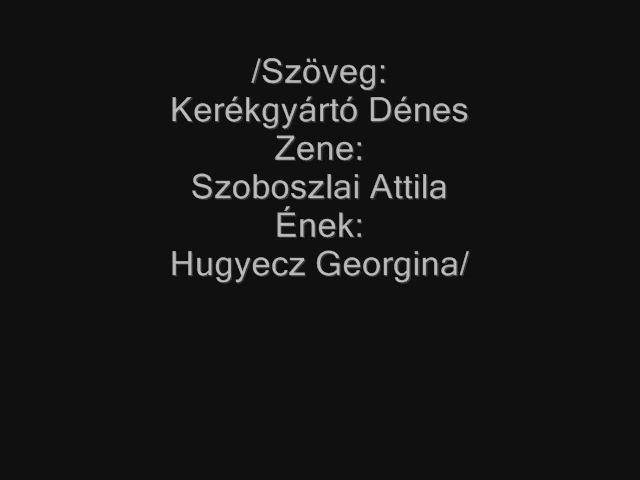 /Szöveg:
Kerékgyártó Dénes
Zene:
Szoboszlai Attila
Ének:
Hugyecz Georgina/